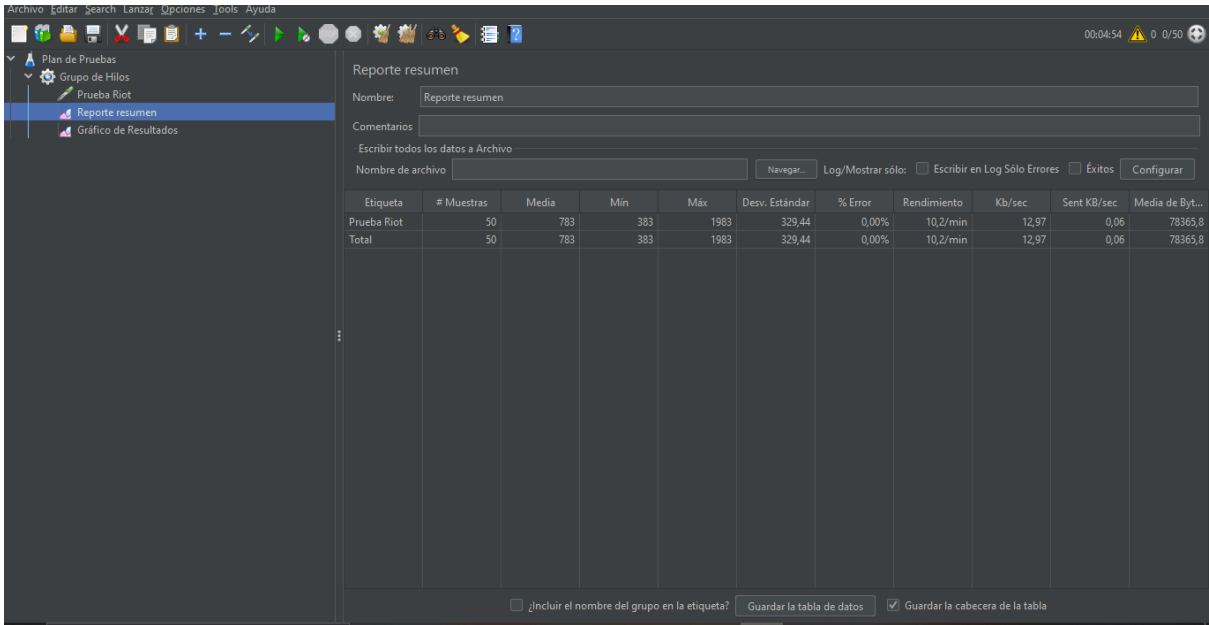 Archivo Editar Search Lanzar Opciones Tools Ayuda
00:04:54 0 0/50
Plan de Pruebas
Grupo de Hilos
Prueba Riot
Reporte resumen
Gráfico de Resultados
Reporte resumen
Nombre: Reporte resumen
Comentarios
Escribir todos los datos a Archivo
Nombre de archivo Navegar... Log/Mostrar sólo: Escribir en Log Sólo Errores Éxitos Configurar
Etiqueta # Muestras Media Mín Máx Desv. Estándar % Error Rendimiento Kb/sec Sent KB/sec Media de Byt...
Prueba Riot 50 783 383 1983 329,44 0,00% 10,2/min 12,97 0,06 78365,8
Total 50 783 383 1983 329,44 0,00% 10,2/min 12,97 0,06 78365,8
¿Incluir el nombre del grupo en la etiqueta? Guardar la tabla de datos Guardar la cabecera de la tabla